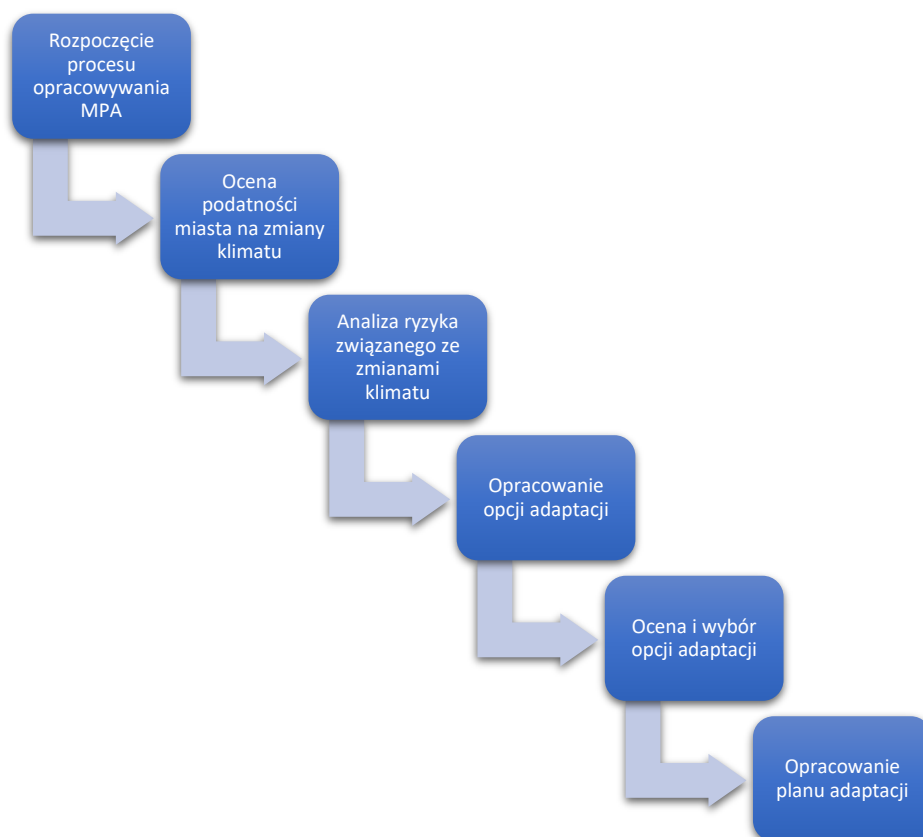 Rozpoczęcie
procesu
opracowywania
MPA
Ocena
podatności
miasta na zmiany
klimatu
Analiza ryzyka
związanego ze
zmianami
klimatu
Opracowanie
opcji adaptacji
Ocena i wybór
opcji adaptacji
Opracowanie
planu adaptacji